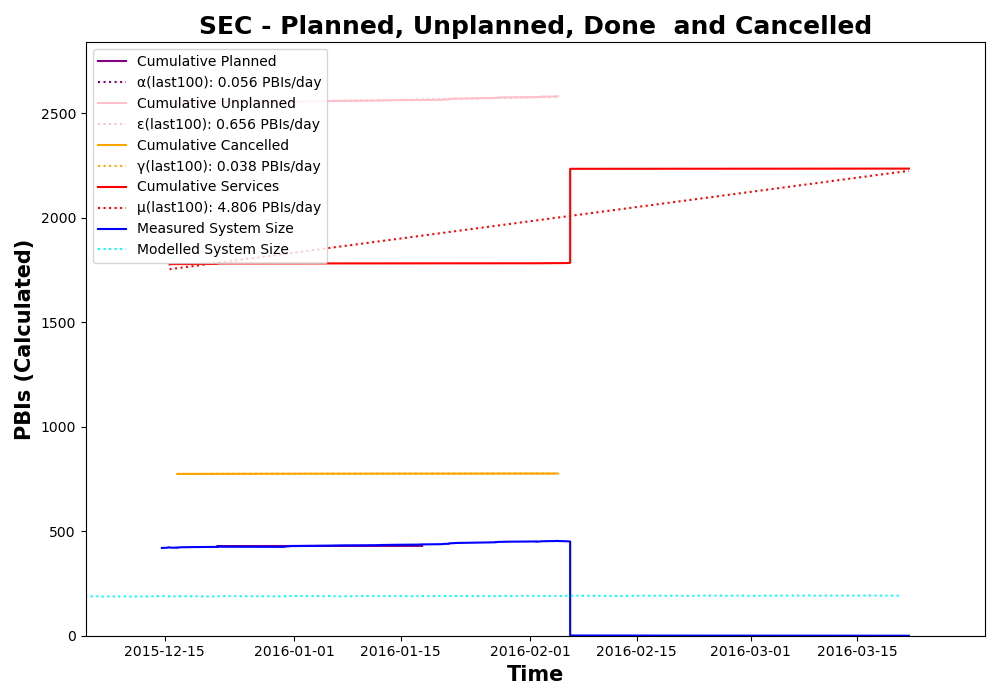 SEC - Planned, Unplanned, Done  and Cancelled
Cumulative Planned
α(last100): 0.056 PBIs/day
Cumulative Unplanned
ε(last100): 0.656 PBIs/day
Cumulative Cancelled
γ(last100): 0.038 PBIs/day
Cumulative Services
μ(last100): 4.806 PBIs/day
Measured System Size
Modelled System Size
PBIs (Calculated)
2500
2000
1500
1000
500
0
2015-12-15
2016-01-01
2016-01-15
2016-02-01
2016-02-15
2016-03-01
2016-03-15
Time